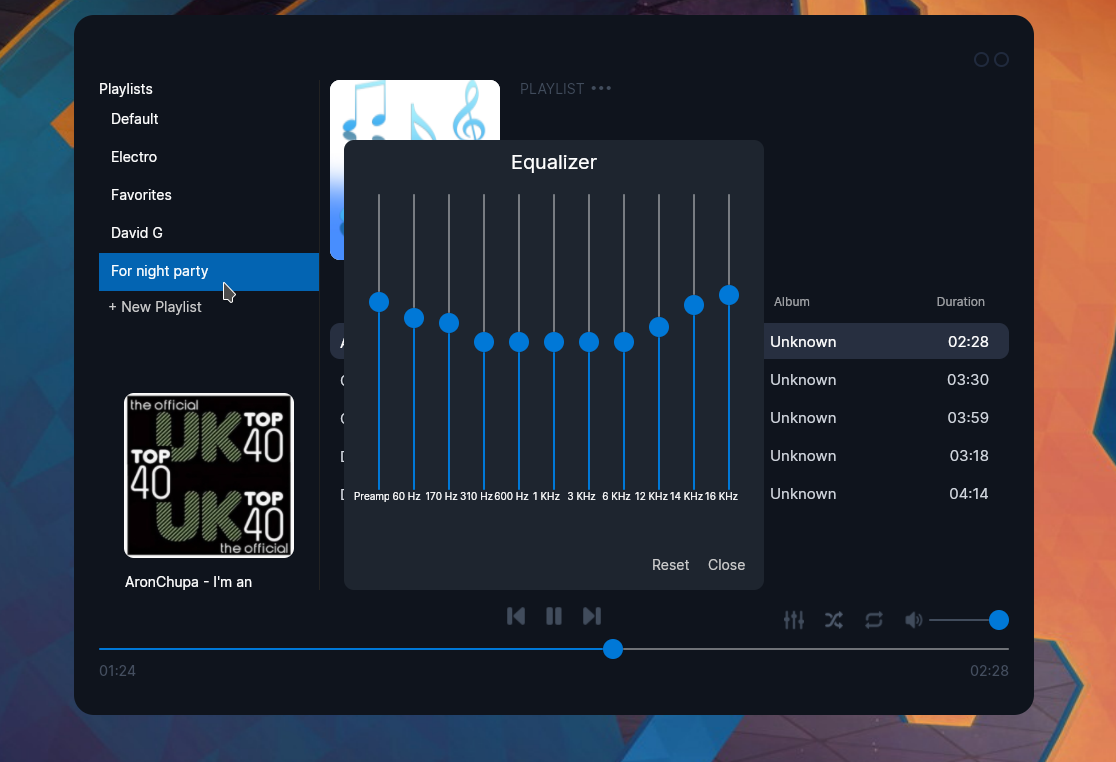 Playlists
Default
Electro
Favorites
David G
For night party
+ New Playlist
the official
UK TOP 40
TOP 40
UK TOP 40
the official
AronChupa - I'm an
PLAYLIST •••
Equalizer
Preamp 60 Hz 170 Hz 310 Hz 600 Hz 1 KHz 3 KHz 6 KHz 12 KHz 14 KHz 16 KHz
Reset Close
Album Duration
Unknown 02:28
Unknown 03:30
Unknown 03:59
Unknown 03:18
Unknown 04:14
01:24 02:28